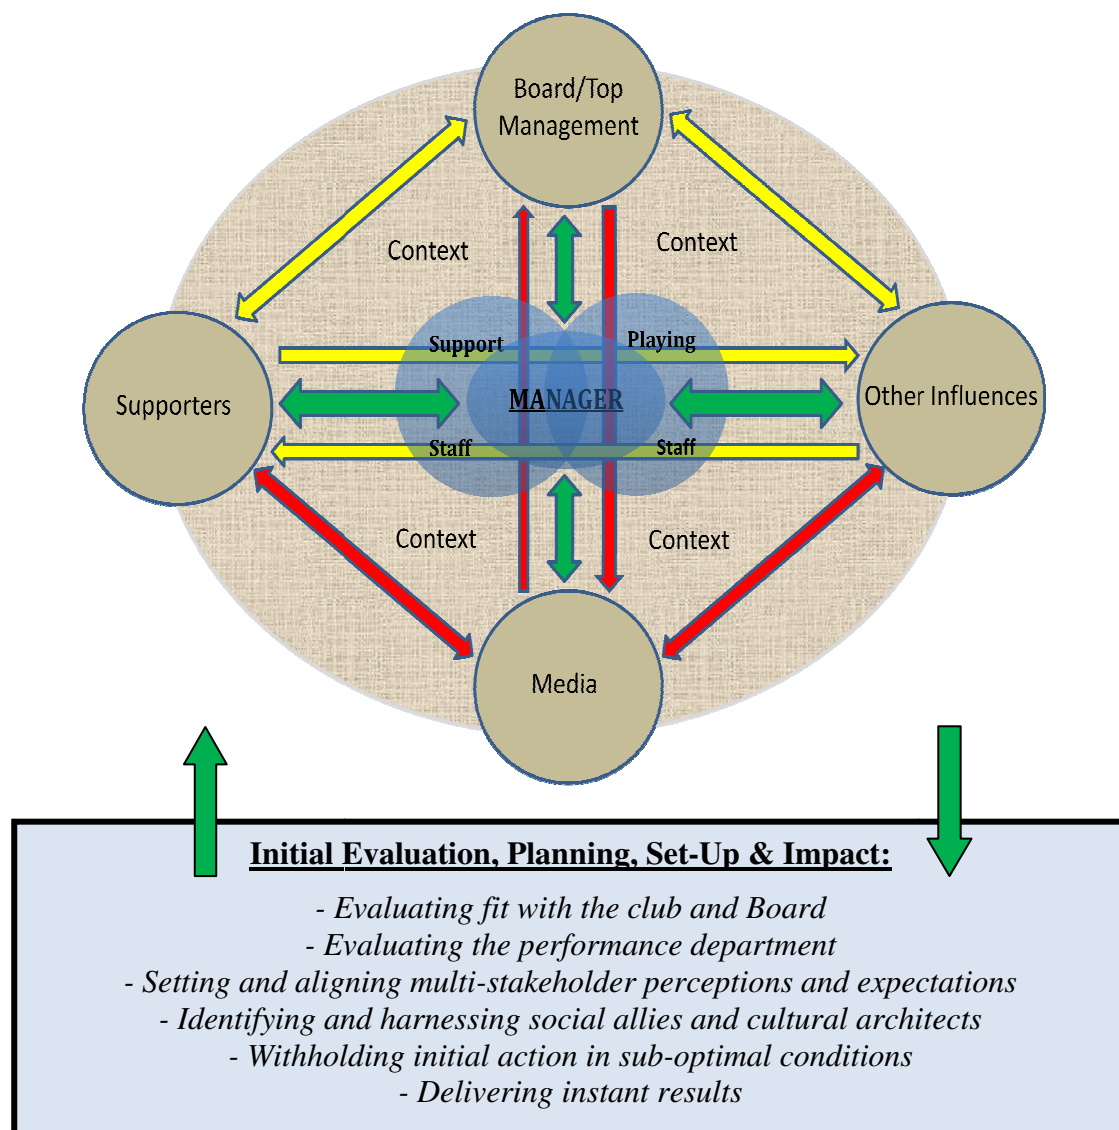 Board/Top
Management
Context
Context
Support
Playing
Supporters
MANAGER
Other Influences
Staff
Staff
Context
Context
Media
Initial Evaluation, Planning, Set-Up & Impact:
- Evaluating fit with the club and Board
- Evaluating the performance department
- Setting and aligning multi-stakeholder perceptions and expectations
- Identifying and harnessing social allies and cultural architects
- Withholding initial action in sub-optimal conditions
- Delivering instant results